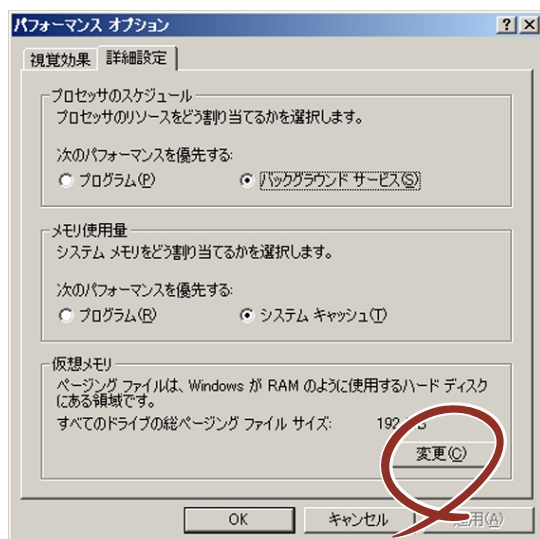 パフォーマンス オプション
視覚効果 詳細設定
プロセッサのスケジュール
プロセッサのリソースをどう割り当てるかを選択します。
次のパフォーマンスを優先する:
プログラム(P) バックグラウンド サービス(S)
メモリ使用量
システム メモリをどう割り当てるかを選択します。
次のパフォーマンスを優先する:
プログラム(R) システム キャッシュ(T)
仮想メモリ
ページング ファイルは、Windows が RAM のように使用するハード ディスク
にある領域です。
すべてのドライブの総ページング ファイル サイズ: 192
変更(C)
OK キャンセル